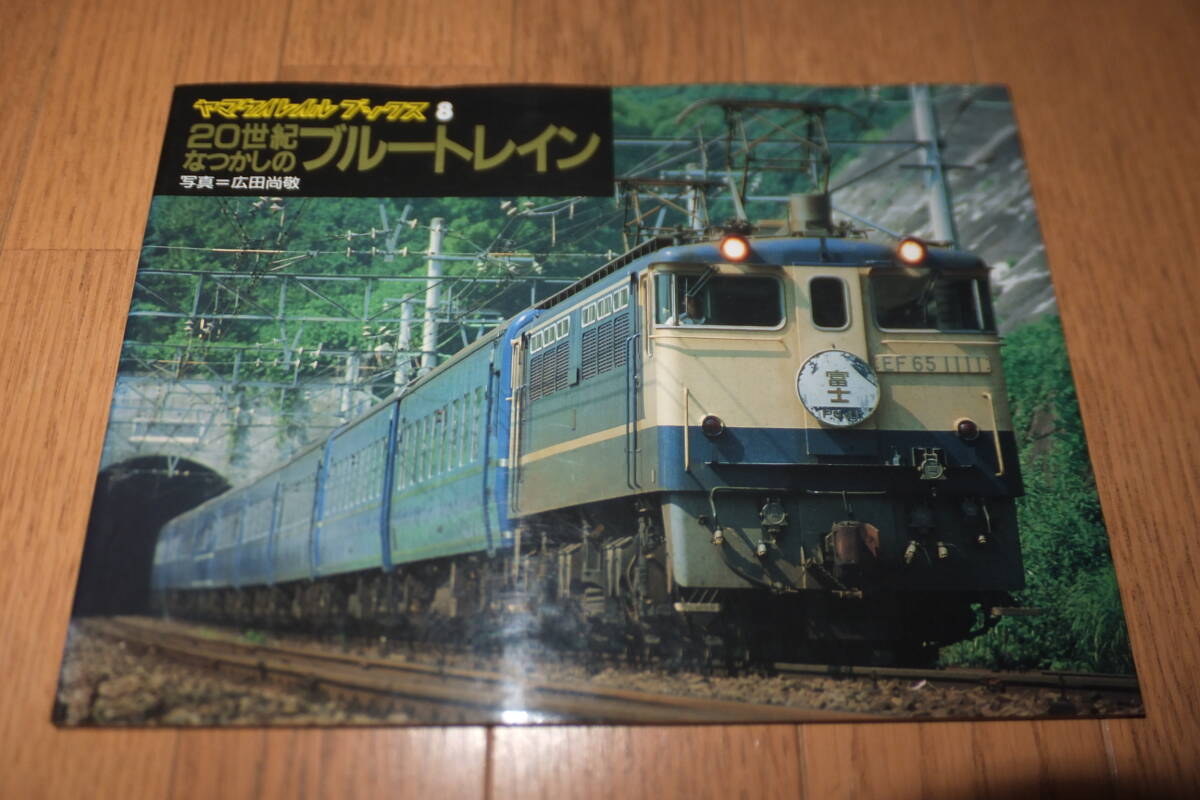 ヤマケイレイル ブックス 8
20世紀
なつかしの ブルートレイン
写真=広田尚敬
富士
EF 65 1111